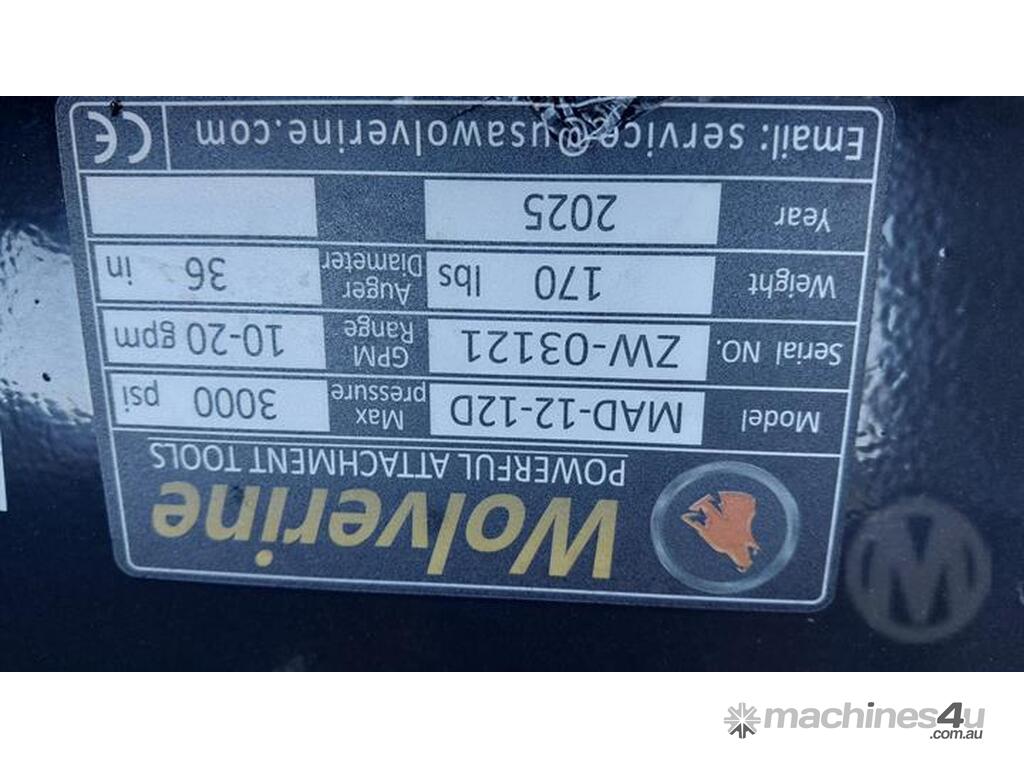 Wolverine
POWERFUL ATTACHMENT TOOLS
Model MAD-12-12D Max pressure 3000 psi
Serial NO. ZW-03121 GPM Range 10-20 gpm
Weight 170 lbs Auger Diameter 36 in
Year 2025
Email: service@usawolverine.com CE
M
machines4u
.com.au